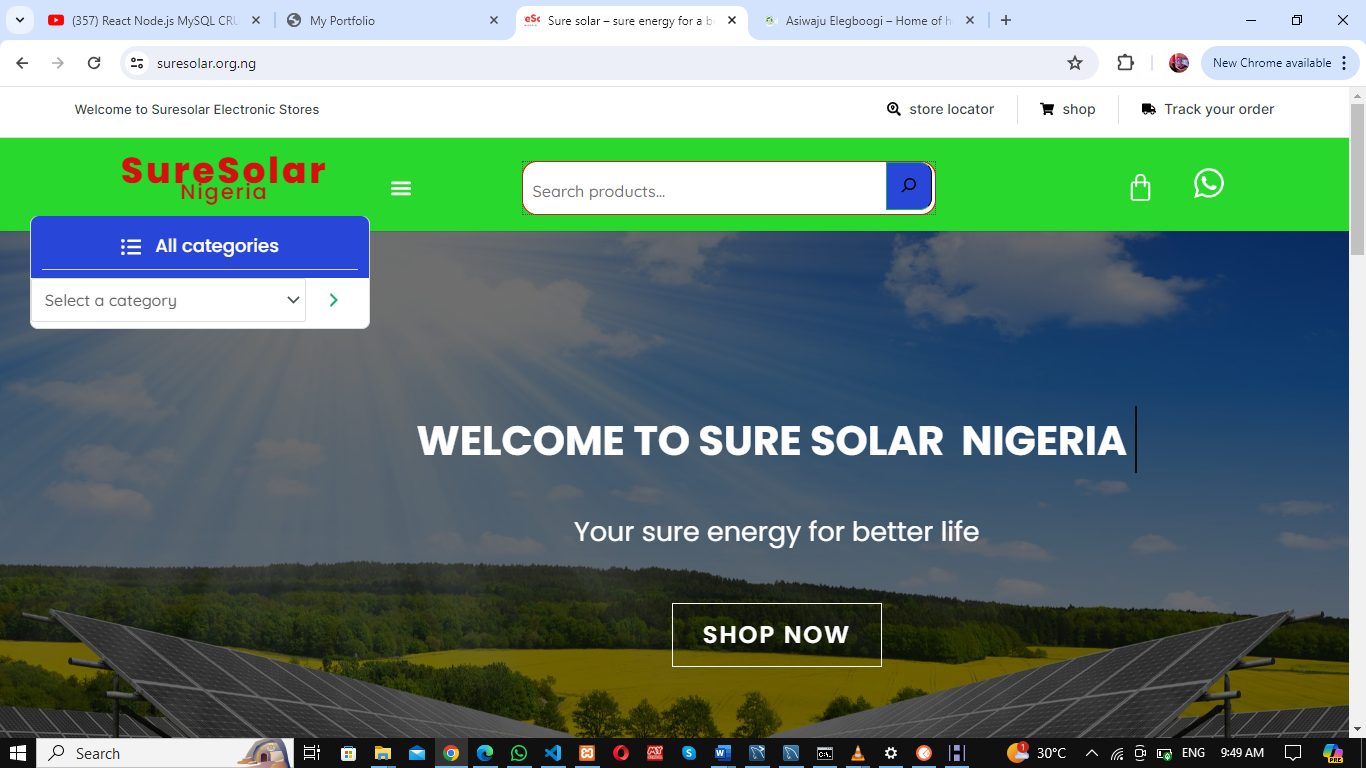 (357) React Node.js MySQL CRU
My Portfolio
Sure solar – sure energy for a b
Asiwaju Elegboogi – Home of h
suresolar.org.ng
New Chrome available
Welcome to Suresolar Electronic Stores
store locator
shop
Track your order
SureSolar
Nigeria
Search products...
All categories
Select a category
WELCOME TO SURE SOLAR NIGERIA
Your sure energy for better life
SHOP NOW
Search
1
30°C
ENG
9:49 AM
PRE